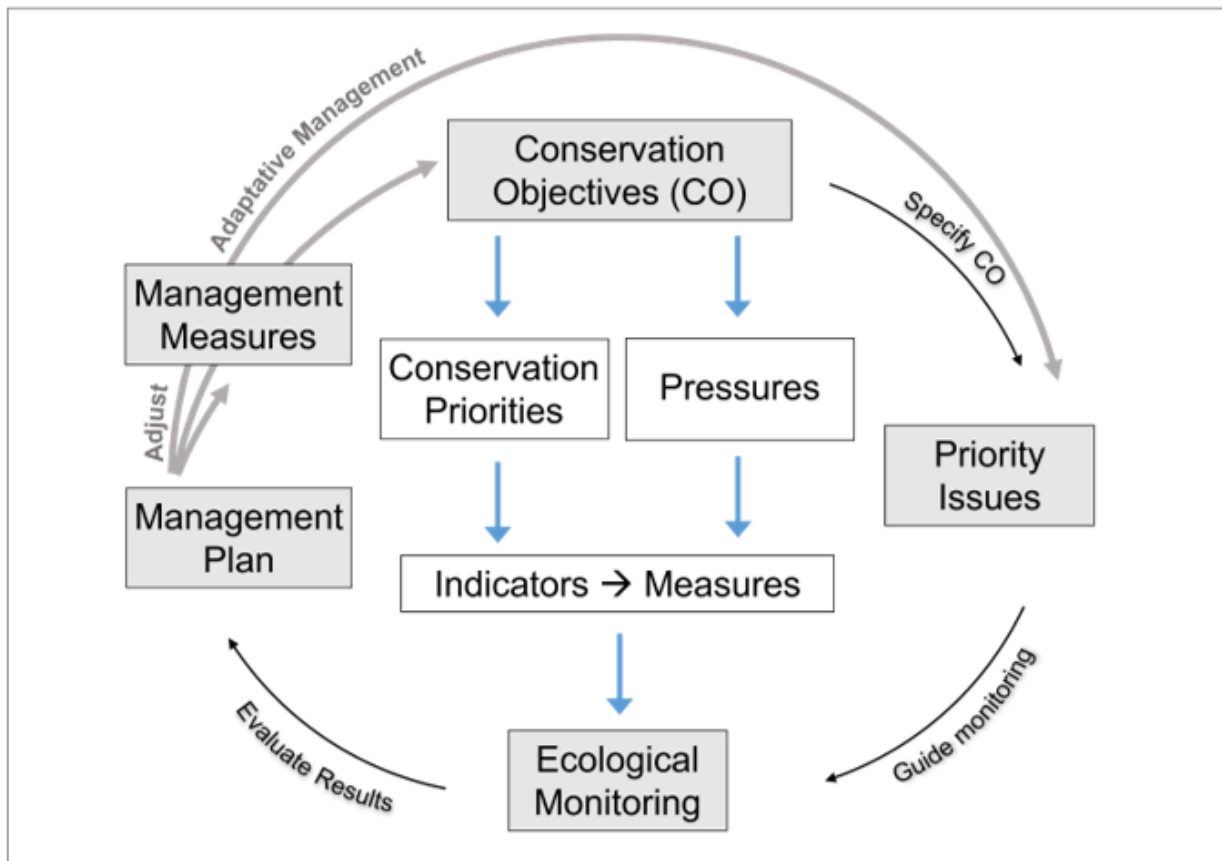 Adaptative Management
Conservation
Objectives (CO)
Specify CO
Management
Measures
Conservation
Priorities
Pressures
Adjust
Priority
Issues
Management
Plan
Indicators → Measures
Guide monitoring
Evaluate Results
Ecological
Monitoring